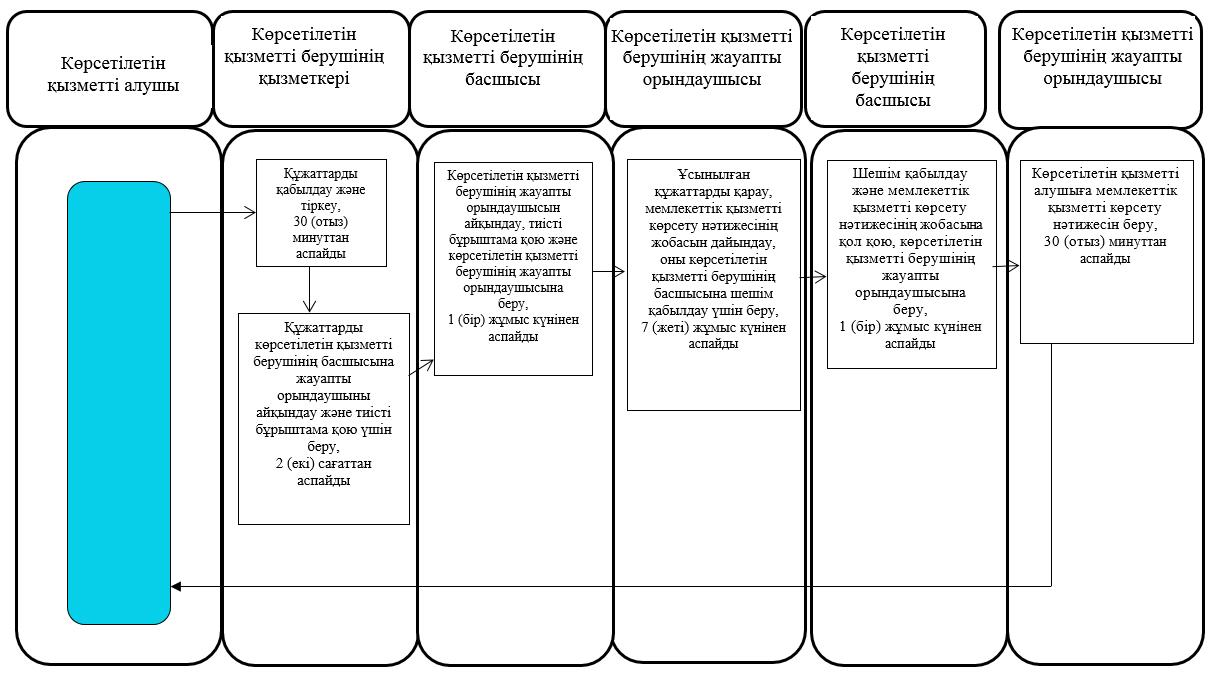 Көрсетілетін
қызметті алушы
Көрсетілетін
қызметті берушінің
қызметкері
Көрсетілетін
қызметті берушінің
басшысы
Көрсетілетін қызметті
берушінің жауапты
орындаушысы
Көрсетілетін
қызметті
берушінің
басшысы
Көрсетілетін қызметті
берушінің жауапты
орындаушысы
Құжаттарды
қабылдау және
тіркеу,
30 (отыз)
минуттан
аспайды
Құжаттарды
көрсетілетін қызметті
берушінің басшысына
жауапты
орындаушыны
айқындау және тиісті
бұрыштама қою үшін
беру,
2 (екі) сағаттан
аспайды
Көрсетілетін қызметті
берушінің жауапты
орындаушысын
айқындау, тиісті
бұрыштама қою және
көрсетілетін қызметті
берушінің жауапты
орындаушысына
беру,
1 (бір) жұмыс күнінен
аспайды
Ұсынылған
құжаттарды қарау,
мемлекеттік қызметті
көрсету нәтижесінің
жобасын дайындау,
оны көрсетілетін
қызметті берушінің
басшысына шешім
қабылдау үшін беру,
7 (жеті) жұмыс күнінен
аспайды
Шешім қабылдау
және мемлекеттік
қызметті көрсету
нәтижесінің жобасына
қол қою, көрсетілетін
қызметті берушінің
жауапты
орындаушысына
беру,
1 (бір) жұмыс күнінен
аспайды
Көрсетілетін қызметті
алушыға мемлекеттік
қызметті көрсету
нәтижесін беру,
30 (отыз) минуттан
аспайды